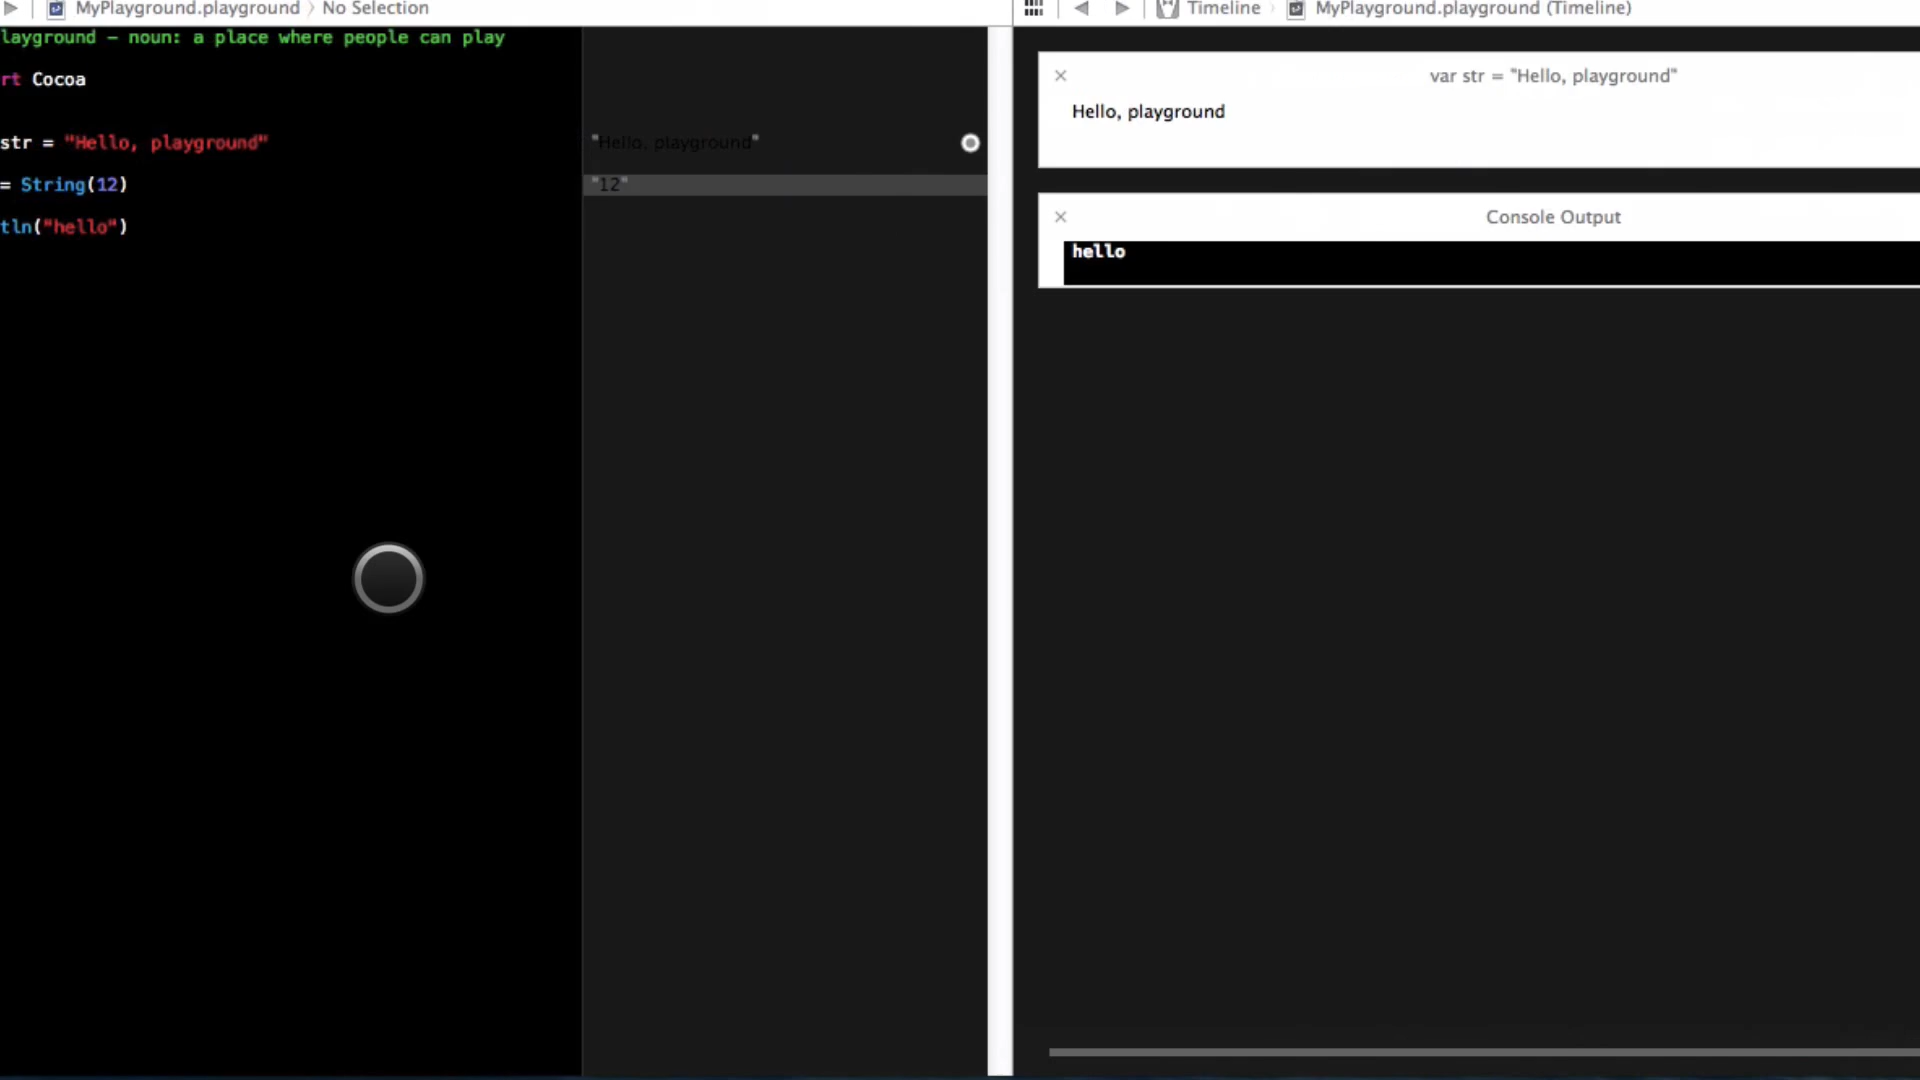 MyPlayground.playground 〉 No Selection
layground - noun: a place where people can play
rt Cocoa
str = "Hello, playground"
= String(12)
tln("hello")
"Hello, playground"
"12"
Timeline 〉 MyPlayground.playground (Timeline)
× var str = "Hello, playground"
Hello, playground
× Console Output
hello